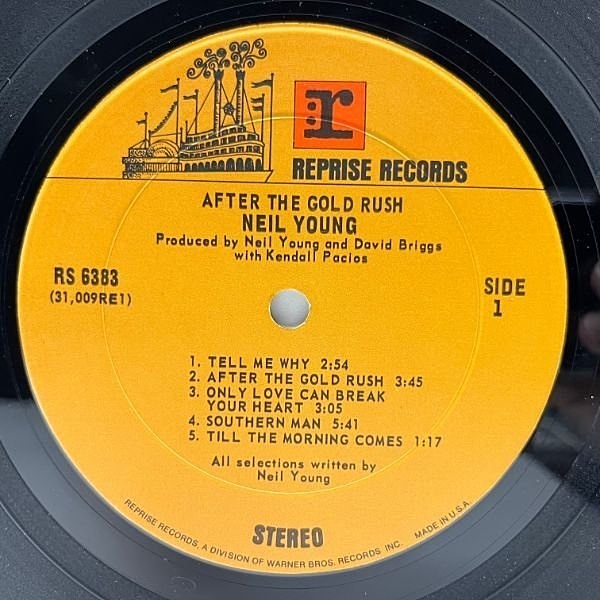 r
REPRISE RECORDS
AFTER THE GOLD RUSH
NEIL YOUNG
Produced by Neil Young and David Briggs
with Kendall Pacios
RS 6383
(31,009RE1)
SIDE
1
1. TELL ME WHY 2:54
2. AFTER THE GOLD RUSH 3:45
3. ONLY LOVE CAN BREAK
YOUR HEART 3:05
4. SOUTHERN MAN 5:41
5. TILL THE MORNING COMES 1:17
All selections written by
Neil Young
STEREO
REPRISE RECORDS, A DIVISION OF WARNER BROS. RECORDS INC. MADE IN U.S.A.